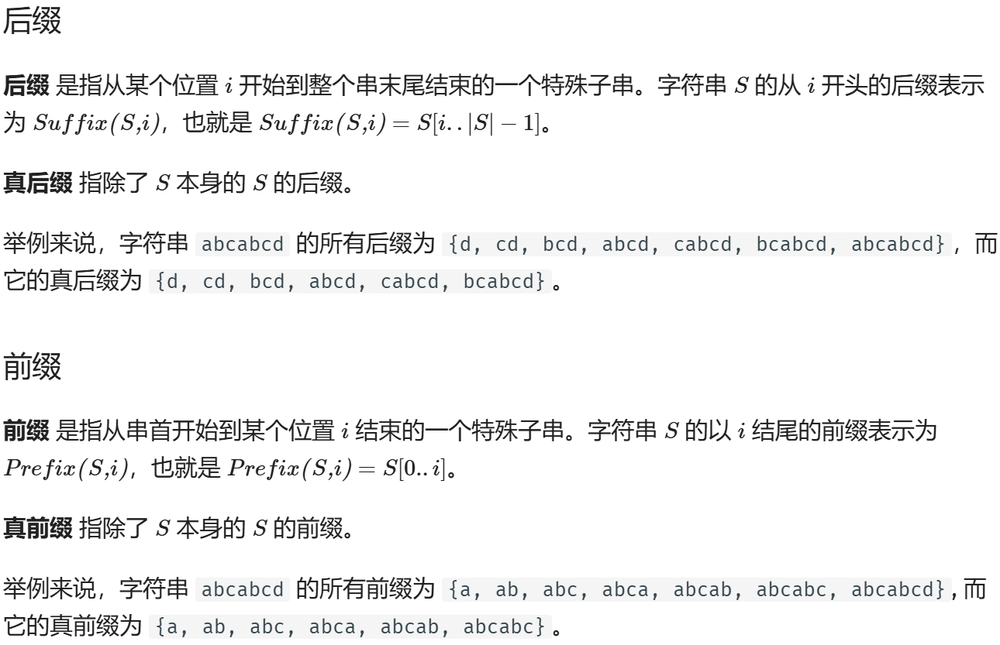 后缀
后缀 是指从某个位置 i 开始到整个串末尾结束的一个特殊子串。字符串 S 的从 i 开头的后缀表示
为 Suffix(S,i)，也就是 Suffix(S,i) = S[i..|S| − 1]。
真后缀 指除了 S 本身的 S 的后缀。
举例来说，字符串 abcabcd 的所有后缀为 {d, cd, bcd, abcd, cabcd, bcabcd, abcabcd}，而
它的真后缀为 {d, cd, bcd, abcd, cabcd, bcabcd}。
前缀
前缀 是指从串首开始到某个位置 i 结束的一个特殊子串。字符串 S 的以 i 结尾的前缀表示为
Prefix(S,i)，也就是 Prefix(S,i) = S[0..i]。
真前缀 指除了 S 本身的 S 的前缀。
举例来说，字符串 abcabcd 的所有前缀为 {a, ab, abc, abca, abcab, abcabc, abcabcd}, 而
它的真前缀为 {a, ab, abc, abca, abcab, abcabc}。